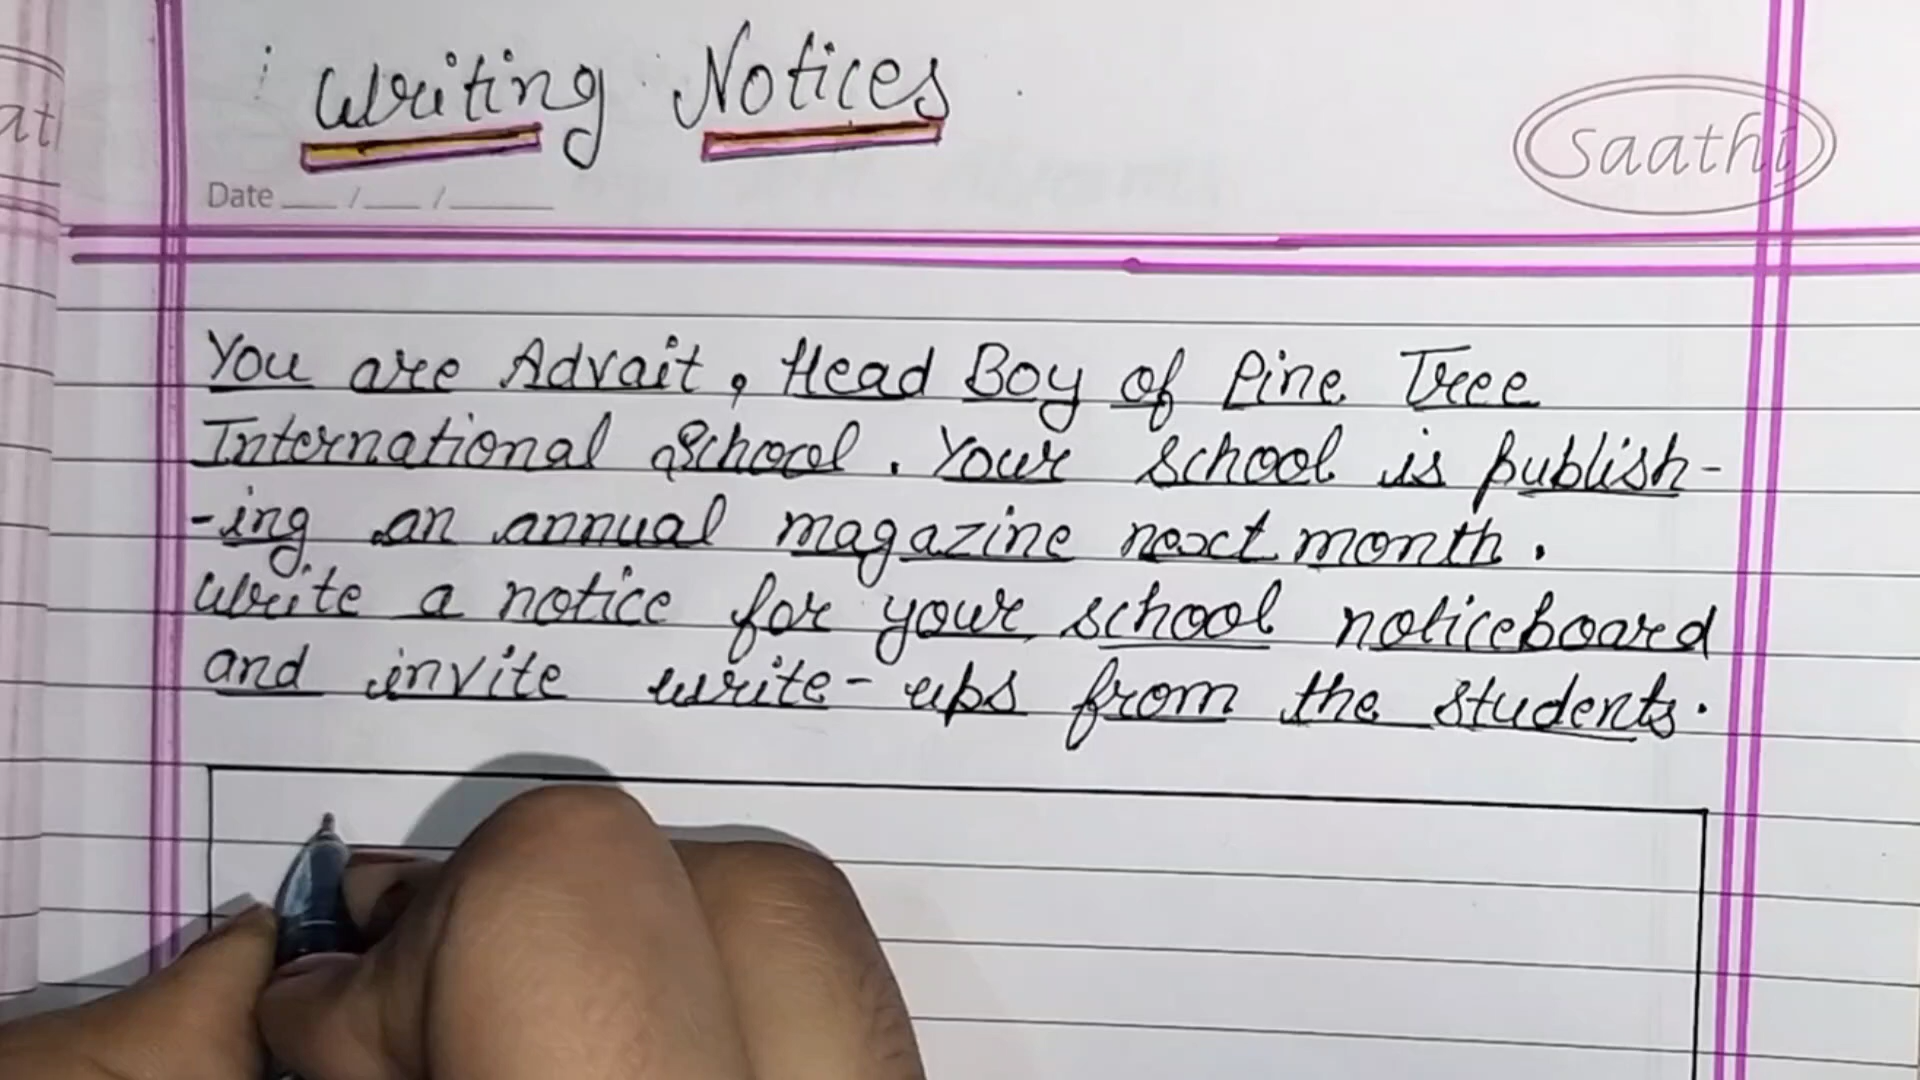 Writing Notices
Date __/__/____
saathi
You are Advait, Head Boy of Pine Tree
International School. Your school is publish-
-ing an annual magazine next month.
Write a notice for your school noticeboard
and invite write-ups from the students.